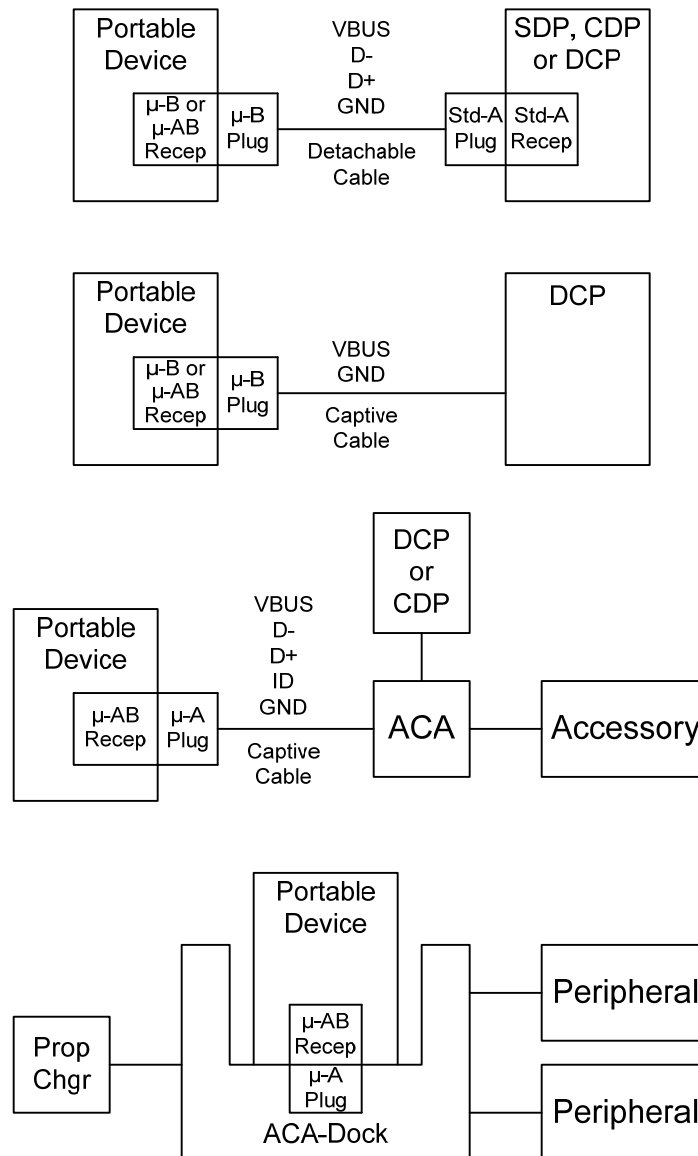 Portable
Device
μ-B or
μ-AB
Recep
μ-B
Plug
VBUS
D-
D+
GND
Detachable
Cable
Std-A
Plug
Std-A
Recep
SDP, CDP
or DCP
Portable
Device
μ-B or
μ-AB
Recep
μ-B
Plug
VBUS
GND
Captive
Cable
DCP
Portable
Device
μ-AB
Recep
μ-A
Plug
VBUS
D-
D+
ID
GND
Captive
Cable
DCP
or
CDP
ACA
Accessory
Portable
Device
μ-AB
Recep
μ-A
Plug
ACA-Dock
Prop
Chgr
Peripheral
Peripheral